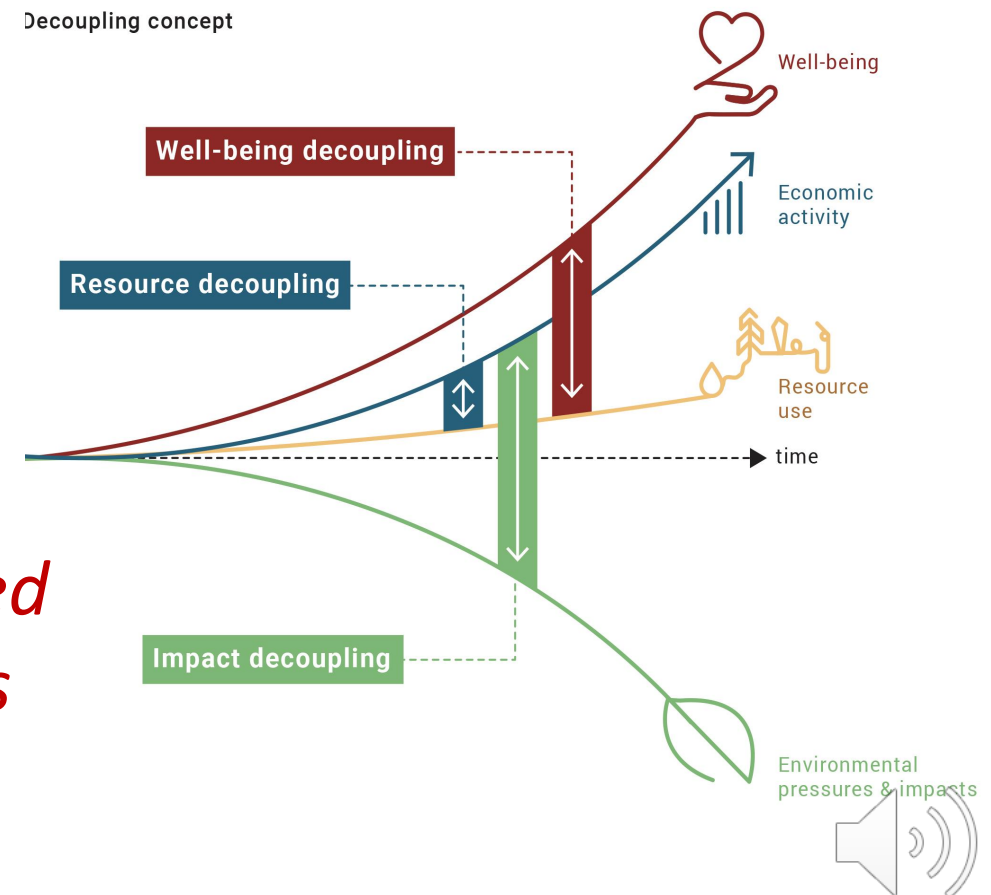 Decoupling concept
Well-being
Well-being decoupling
Economic
activity
Resource decoupling
Resource
use
time
Impact decoupling
Environmental
pressures & impacts